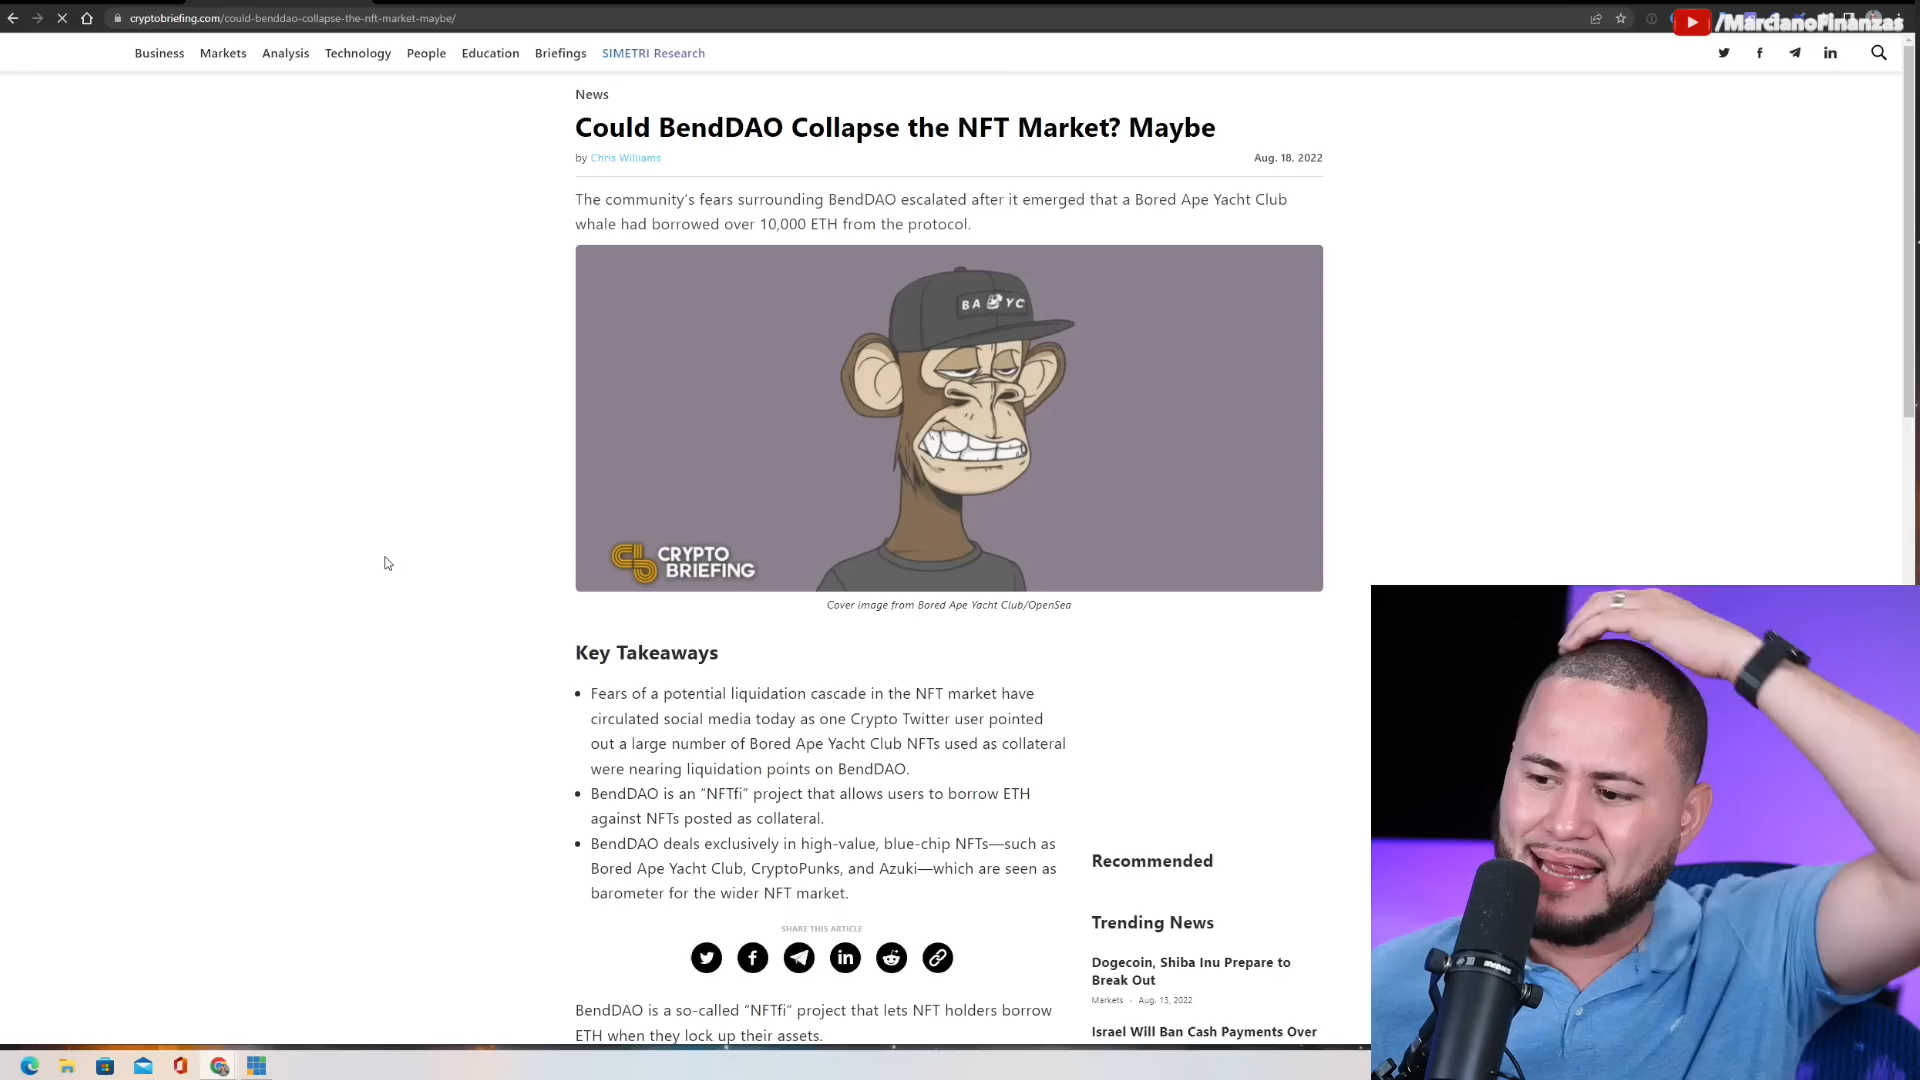 cryptobriefing.com/could-benddao-collapse-the-nft-market-maybe/
/MarcianoFinanzas
Business Markets Analysis Technology People Education Briefings SIMETRI Research
News
Could BendDAO Collapse the NFT Market? Maybe
by Chris Williams
Aug. 18, 2022
The community's fears surrounding BendDAO escalated after it emerged that a Bored Ape Yacht Club
whale had borrowed over 10,000 ETH from the protocol.
BA YC
CRYPTO
BRIEFING
Cover image from Bored Ape Yacht Club/OpenSea
Key Takeaways
Fears of a potential liquidation cascade in the NFT market have
circulated social media today as one Crypto Twitter user pointed
out a large number of Bored Ape Yacht Club NFTs used as collateral
were nearing liquidation points on BendDAO.
BendDAO is an “NFTfi” project that allows users to borrow ETH
against NFTs posted as collateral.
BendDAO deals exclusively in high-value, blue-chip NFTs—such as
Bored Ape Yacht Club, CryptoPunks, and Azuki—which are seen as
barometer for the wider NFT market.
SHARE THIS ARTICLE
BendDAO is a so-called “NFTfi” project that lets NFT holders borrow
ETH when they lock up their assets.
Recommended
Trending News
Dogecoin, Shiba Inu Prepare to
Break Out
Markets - Aug. 13, 2022
Israel Will Ban Cash Payments Over